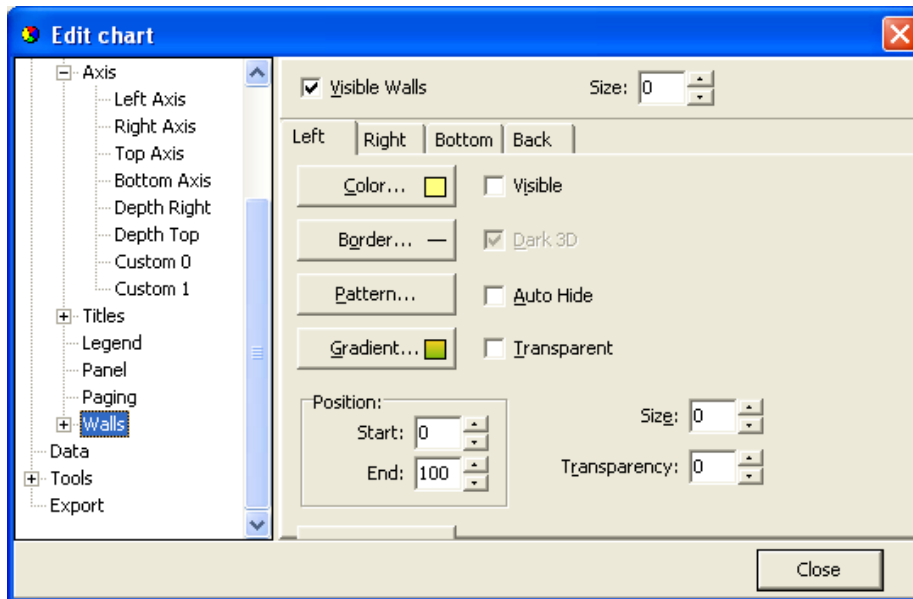 Edit chart
Axis
Left Axis
Right Axis
Top Axis
Bottom Axis
Depth Right
Depth Top
Custom 0
Custom 1
Titles
Legend
Panel
Paging
Walls
Data
Tools
Export
Visible Walls Size: 0
Left Right Bottom Back
Color... Visible
Border... Dark 3D
Pattern... Auto Hide
Gradient... Transparent
Position:
Start: 0
End: 100
Size: 0
Transparency: 0
Close